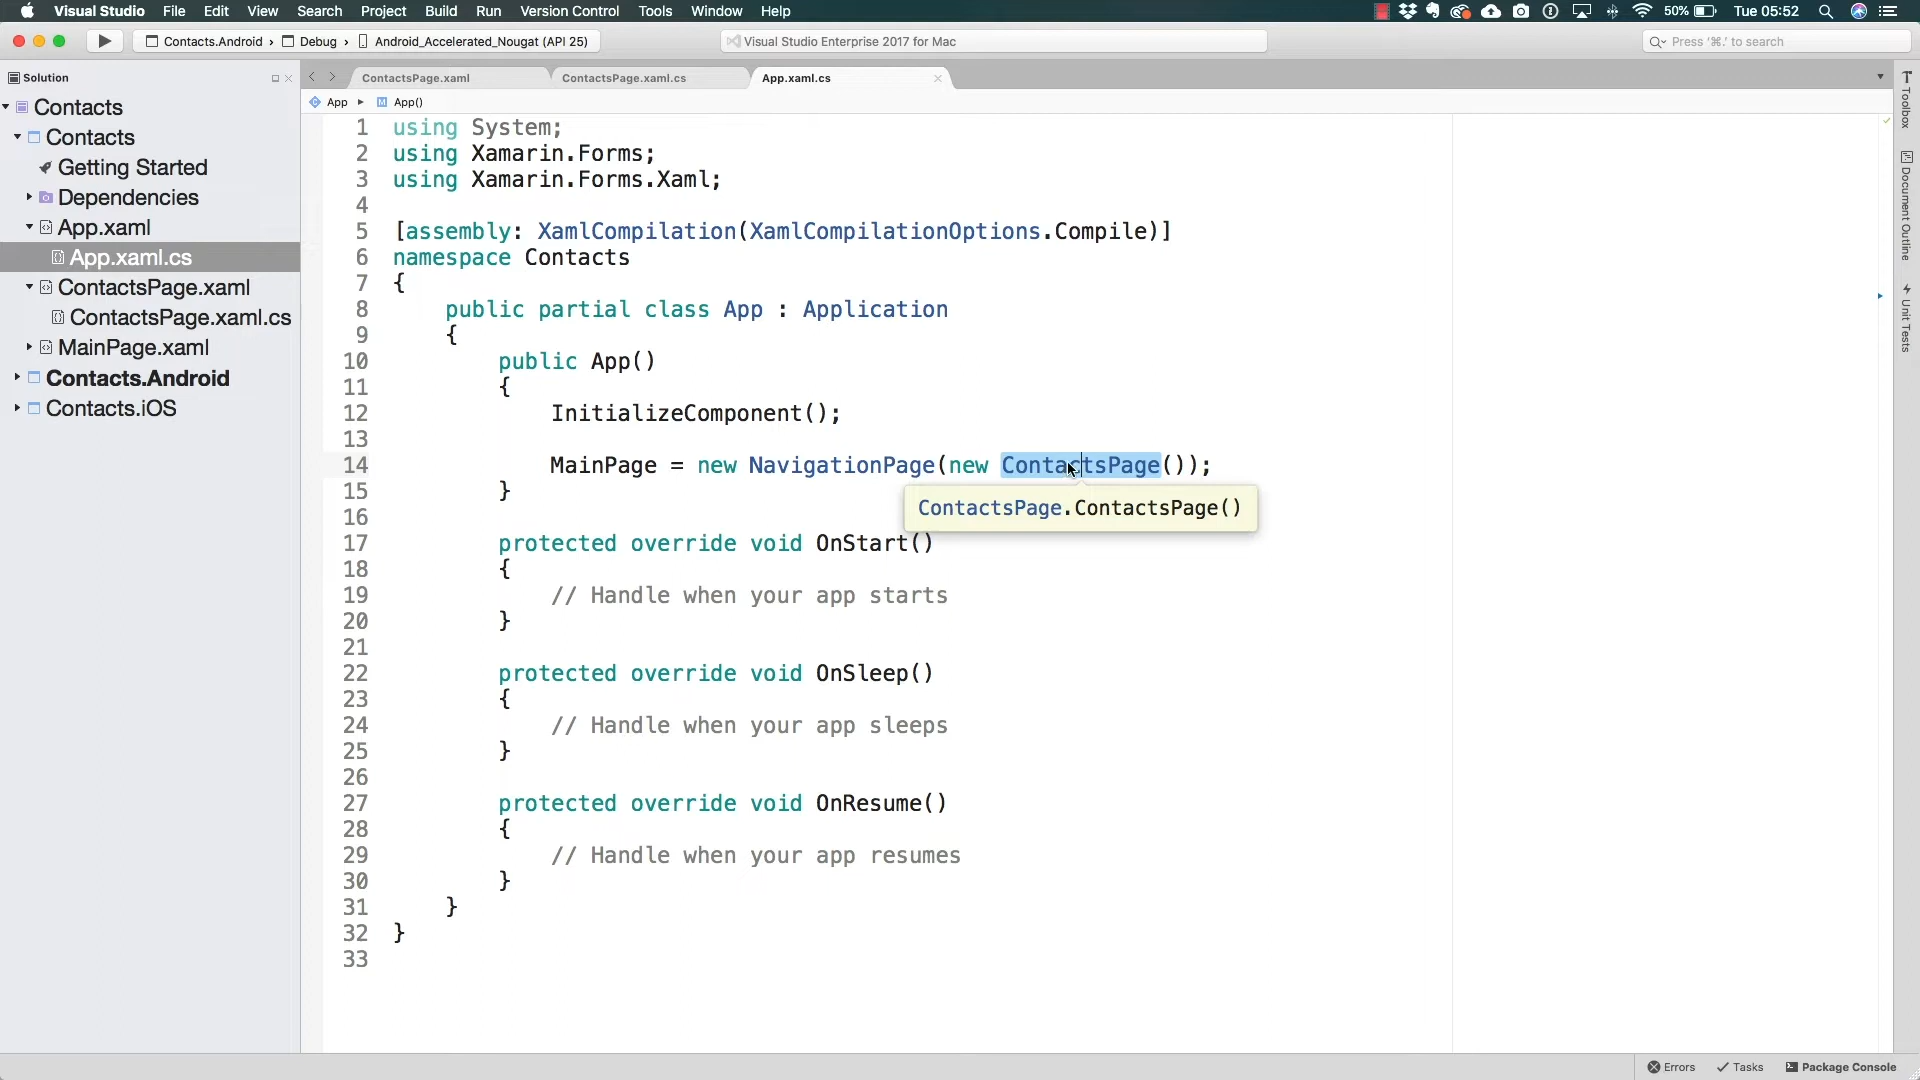 Visual Studio File Edit View Search Project Build Run Version Control Tools Window Help 50% Tue 05:52
Contacts.Android › Debug › Android_Accelerated_Nougat (API 25) Visual Studio Enterprise 2017 for Mac Press '⌘.' to search
Solution
Contacts
Contacts
Getting Started
Dependencies
App.xaml
App.xaml.cs
ContactsPage.xaml
ContactsPage.xaml.cs
MainPage.xaml
Contacts.Android
Contacts.iOS
ContactsPage.xaml ContactsPage.xaml.cs App.xaml.cs
App App()
1 using System;
2 using Xamarin.Forms;
3 using Xamarin.Forms.Xaml;
4
5 [assembly: XamlCompilation(XamlCompilationOptions.Compile)]
6 namespace Contacts
7 {
8 public partial class App : Application
9 {
10 public App()
11 {
12 InitializeComponent();
13
14 MainPage = new NavigationPage(new ContactsPage());
15 }
ContactsPage.ContactsPage()
16
17 protected override void OnStart()
18 {
19 // Handle when your app starts
20 }
21
22 protected override void OnSleep()
23 {
24 // Handle when your app sleeps
25 }
26
27 protected override void OnResume()
28 {
29 // Handle when your app resumes
30 }
31 }
32 }
33
Toolbox
Document Outline
Unit Tests
Errors Tasks Package Console